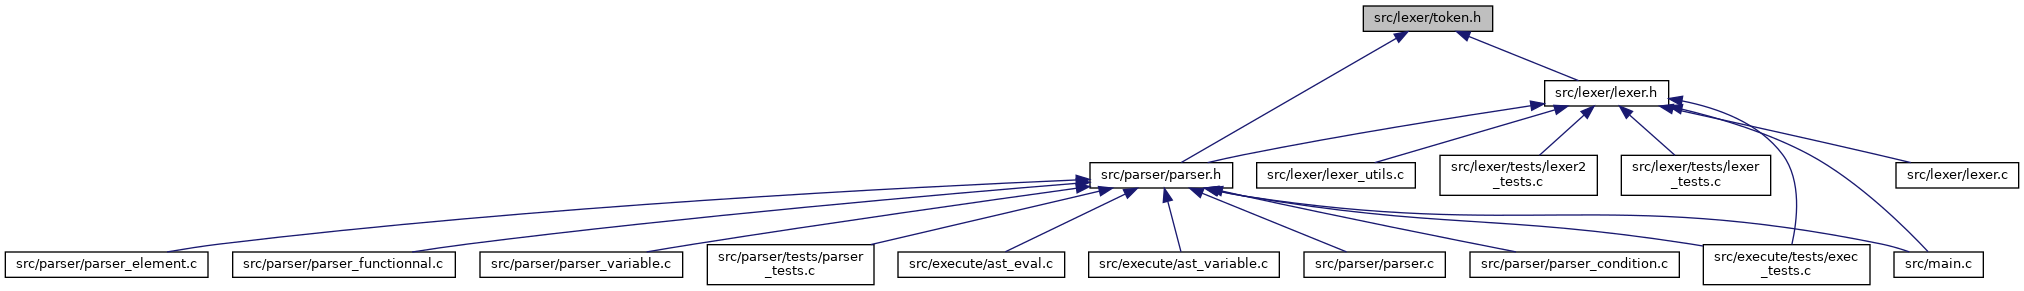 src/lexer/token.h
src/lexer/lexer.h
src/parser/parser.h
src/lexer/lexer_utils.c
src/lexer/tests/lexer2
_tests.c
src/lexer/tests/lexer
_tests.c
src/lexer/lexer.c
src/parser/parser_element.c
src/parser/parser_functionnal.c
src/parser/parser_variable.c
src/parser/tests/parser
_tests.c
src/execute/ast_eval.c
src/execute/ast_variable.c
src/parser/parser.c
src/parser/parser_condition.c
src/execute/tests/exec
_tests.c
src/main.c